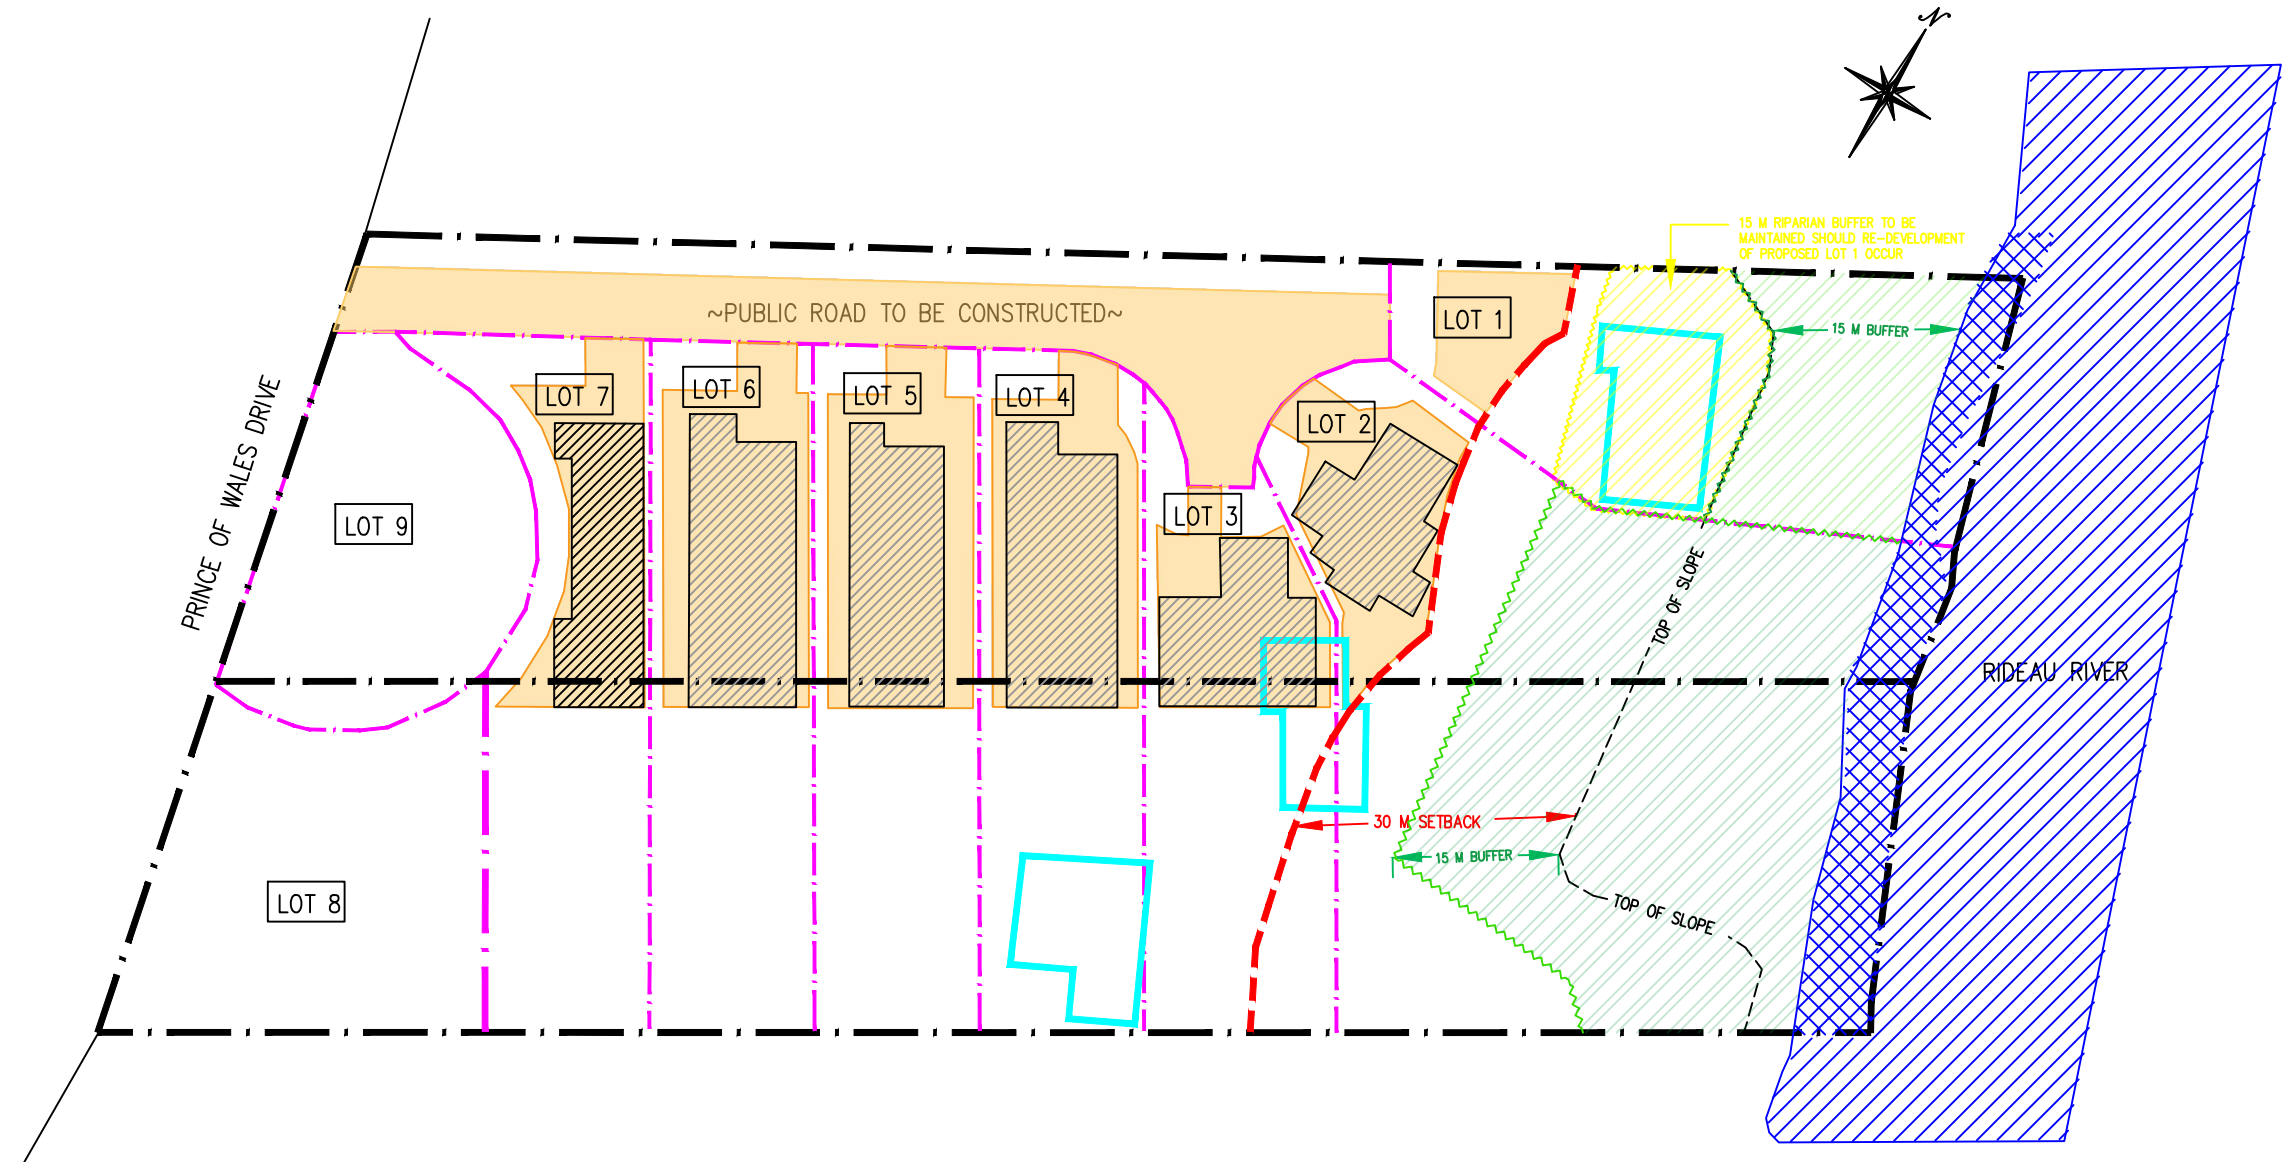 N
15 M RIPARIAN BUFFER TO BE
MAINTAINED SHOULD RE-DEVELOPMENT
OF PROPOSED LOT 1 OCCUR
~PUBLIC ROAD TO BE CONSTRUCTED~
LOT 1
15 M BUFFER
LOT 7
LOT 6
LOT 5
LOT 4
LOT 2
PRINCE OF WALES DRIVE
LOT 9
LOT 3
TOP OF SLOPE
RIDEAU RIVER
30 M SETBACK
15 M BUFFER
LOT 8
TOP OF SLOPE